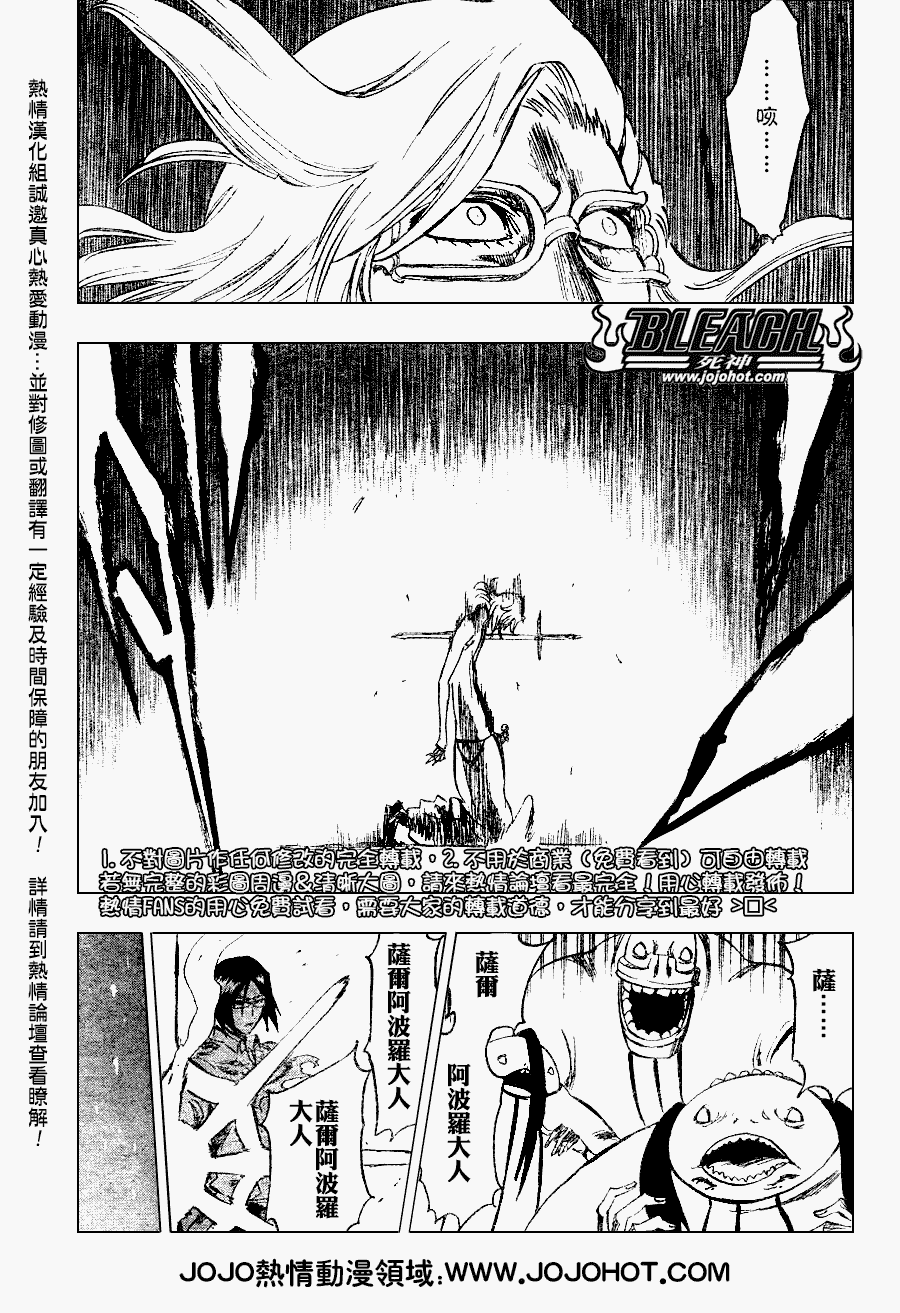 ……咳……
BLEACH
死神
www.jojohot.com
1. 不對圖片作任何修改的完全轉載，2. 不用於商業（免費看到）可自由轉載
若無完整的彩圖周邊&清晰大圖，請來熱情論壇看最完全！用心轉載發佈！
熱情FANS的用心免費試看，需要大家的轉載道德，才能分享到最好 >□<
薩……
薩爾
阿波羅大人
薩爾阿波羅大人
薩爾阿波羅
大人
熱情漢化組誠邀真心熱愛動漫…並對修圖或翻譯有一定經驗及時間保障的朋友加入！ 詳情請到熱情論壇查看瞭解！
JOJO熱情動漫領域:WWW.JOJOHOT.COM